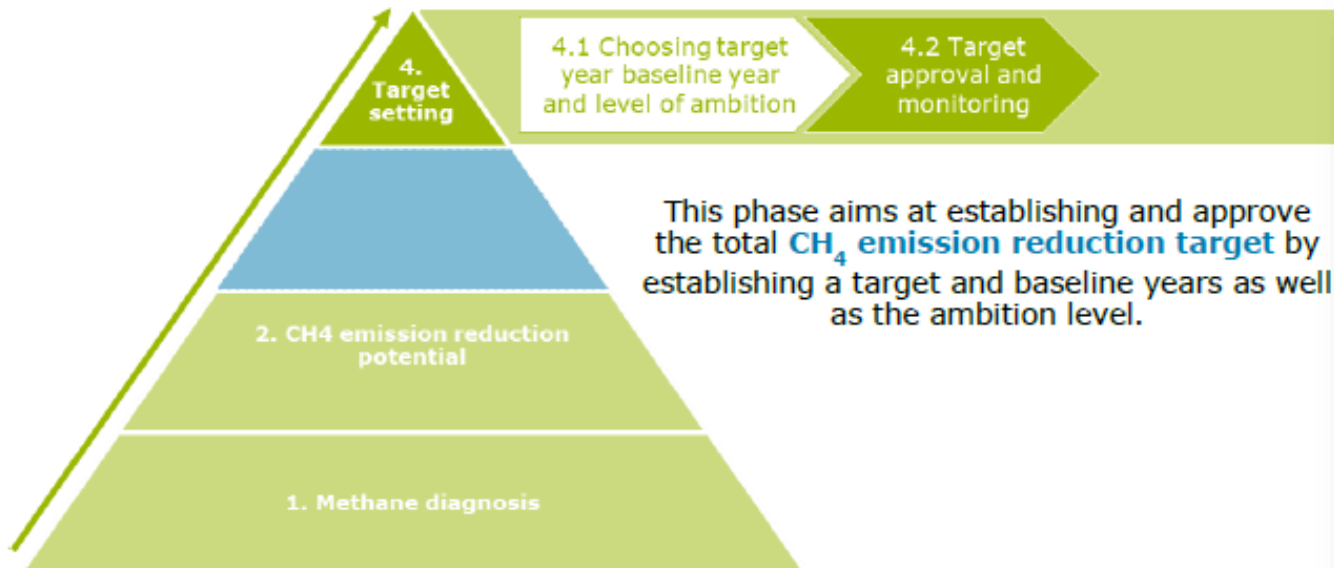 4.
Target
setting
4.1 Choosing target
year baseline year
and level of ambition
4.2 Target
approval and
monitoring
This phase aims at establishing and approve
the total CH₄ emission reduction target by
establishing a target and baseline years as well
as the ambition level.
2. CH4 emission reduction
potential
1. Methane diagnosis